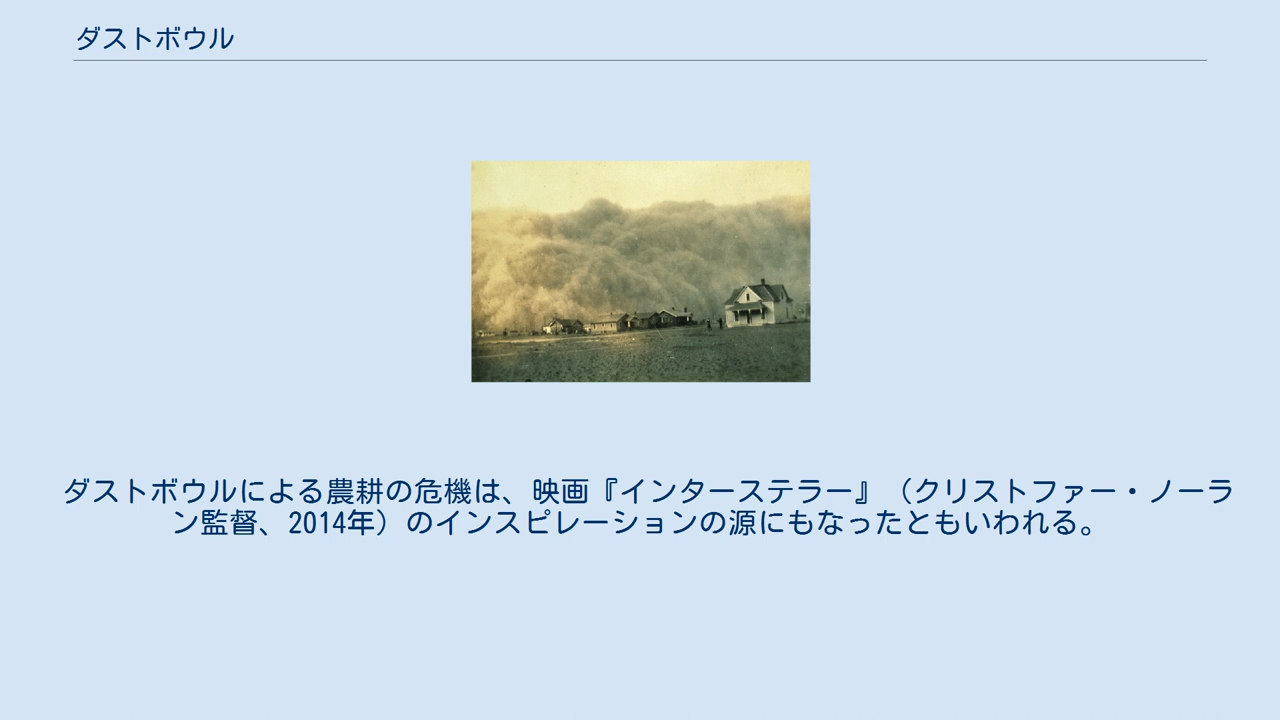 ダストボウル
ダストボウルによる農耕の危機は、映画『インターステラー』（クリストファー・ノーラ
ン監督、2014年）のインスピレーションの源にもなったともいわれる。